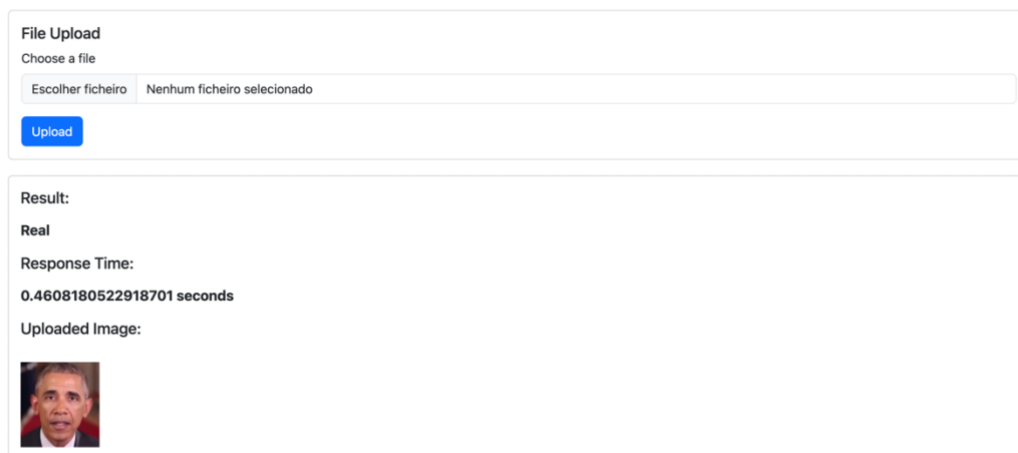 File Upload
Choose a file
Escolher ficheiro Nenhum ficheiro selecionado
Upload
Result:
Real
Response Time:
0.4608180522918701 seconds
Uploaded Image: